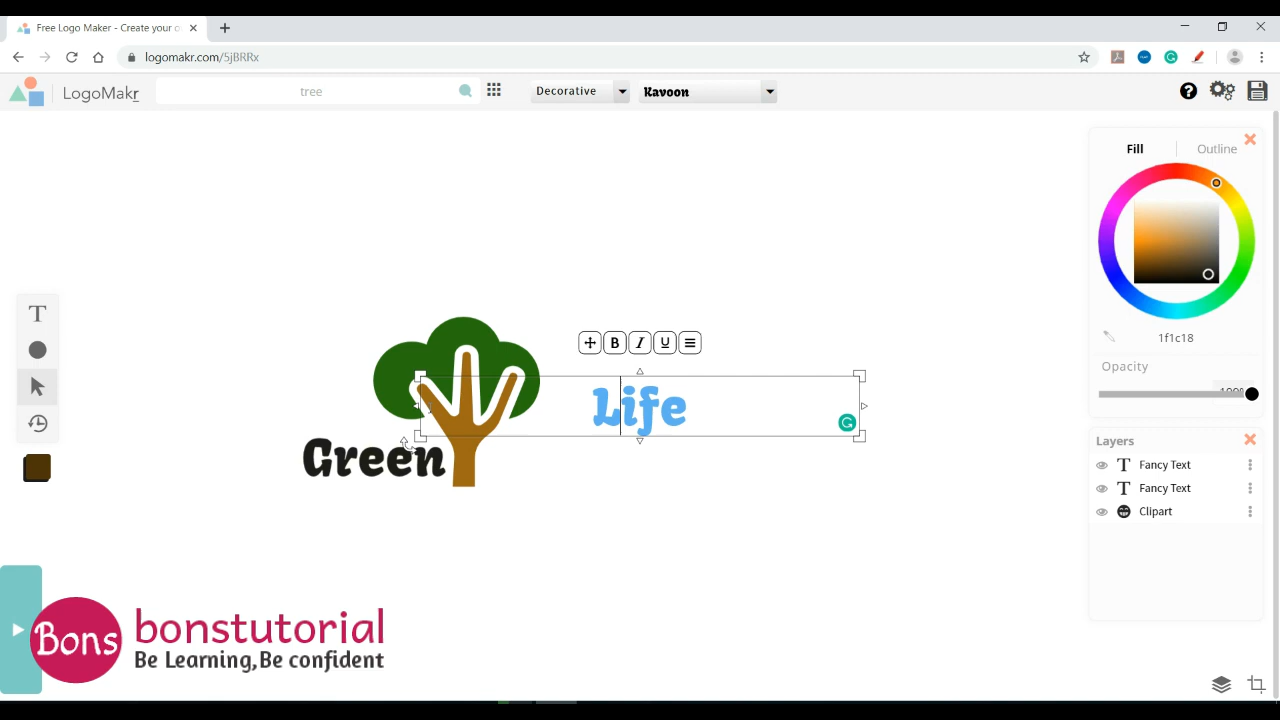 Free Logo Maker - Create your o
logomakr.com/5jBRRx
LogoMakr
tree
Decorative
Kavoon
Fill
Outline
1f1c18
Opacity
100%
Layers
Fancy Text
Fancy Text
Clipart
T
B
I
U
Life
Green
Bons
bonstutorial
Be Learning,Be confident